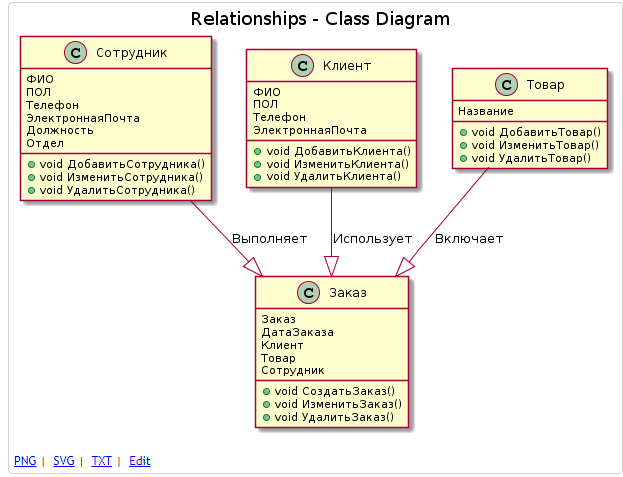 Relationships - Class Diagram
C Сотрудник
ФИО
ПОЛ
Телефон
ЭлектроннаяПочта
Должность
Отдел
void ДобавитьСотрудника()
void ИзменитьСотрудника()
void УдалитьСотрудника()
C Клиент
ФИО
ПОЛ
Телефон
ЭлектроннаяПочта
void ДобавитьКлиента()
void ИзменитьКлиента()
void УдалитьКлиента()
C Товар
Название
void ДобавитьТовар()
void ИзменитьТовар()
void УдалитьТовар()
Выполняет
Использует
Включает
C Заказ
Заказ
ДатаЗаказа
Клиент
Товар
Сотрудник
void СоздатьЗаказ()
void ИзменитьЗаказ()
void УдалитьЗаказ()
PNG | SVG | TXT | Edit